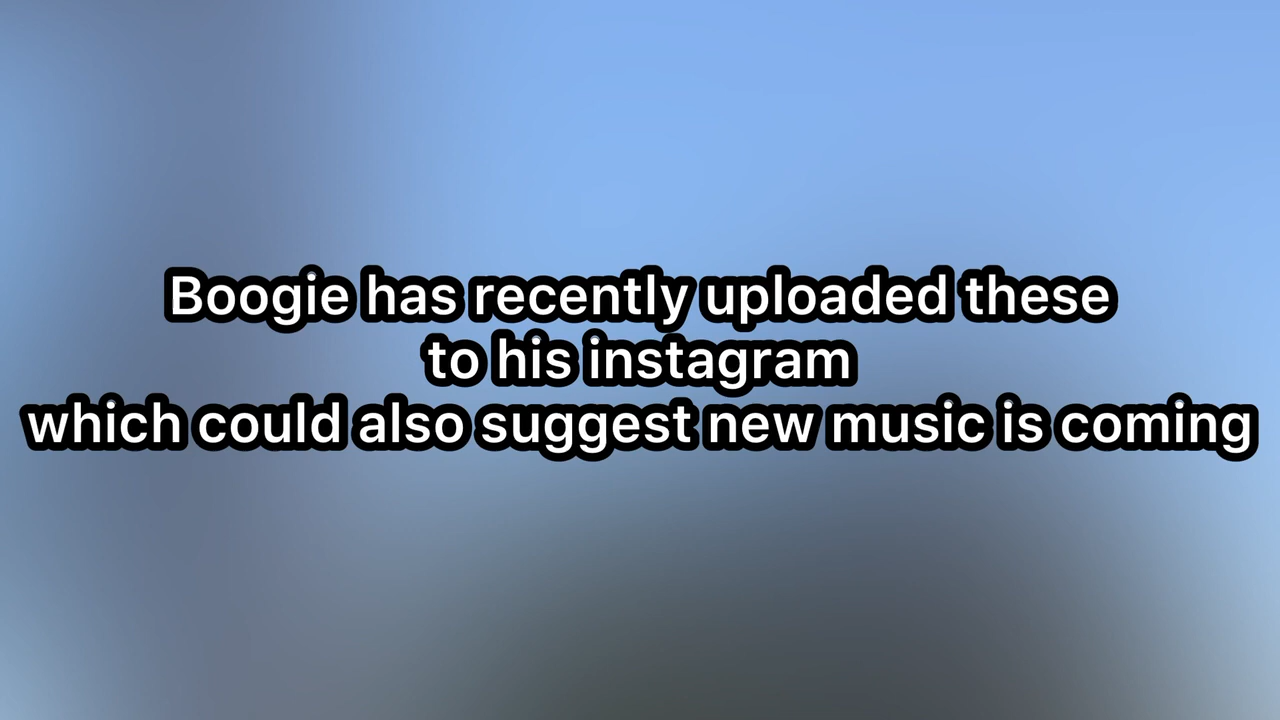 Boogie has recently uploaded these
to his instagram
which could also suggest new music is coming